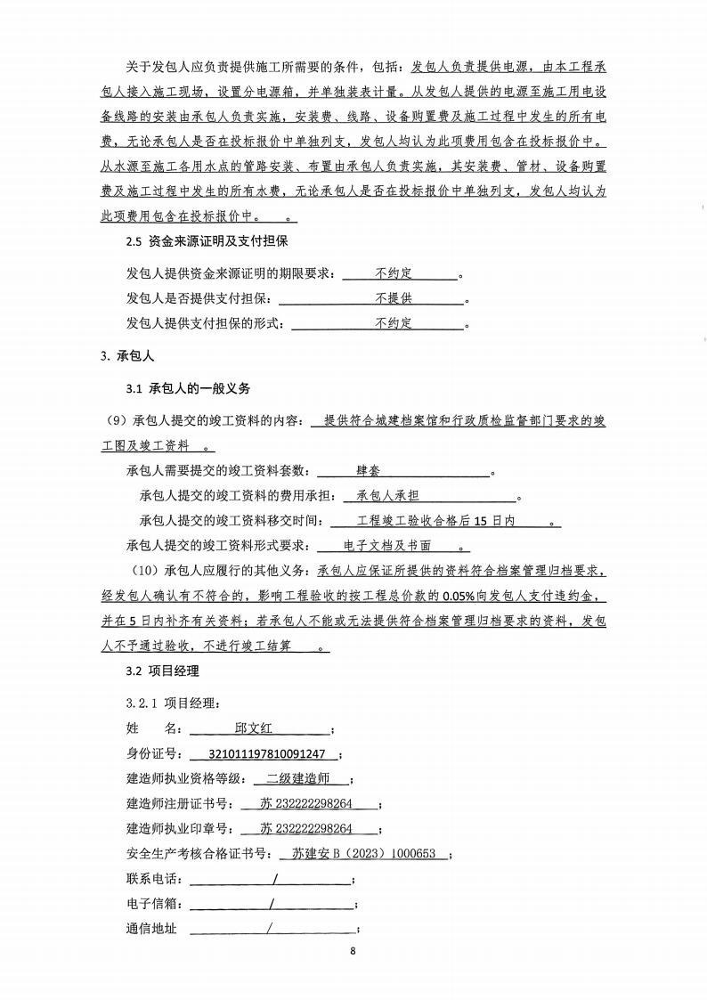 关于发包人应负责提供施工所需要的条件，包括：发包人负责提供电源，由本工程承
包人接入施工现场，设置分电源箱，并单独装表计量。从发包人提供的电源至施工用电设
备线路的安装由承包人负责实施，安装费、线路、设备购置费及施工过程中发生的所有电
费，无论承包人是否在投标报价中单独列支，发包人均认为此项费用包含在投标报价中。
从水源至施工各用水点的管路安装、布置由承包人负责实施，其安装费、管材、设备购置
费及施工过程中发生的所有水费，无论承包人是否在投标报价中单独列支，发包人均认为
此项费用包含在投标报价中。 。
2.5 资金来源证明及支付担保
发包人提供资金来源证明的期限要求： 不约定 。
发包人是否提供支付担保： 不提供 。
发包人提供支付担保的形式： 不约定 。
3. 承包人
3.1 承包人的一般义务
（9）承包人提交的竣工资料的内容： 提供符合城建档案馆和行政质检监督部门要求的竣
工图及竣工资料 。
承包人需要提交的竣工资料套数： 肆套 。
承包人提交的竣工资料的费用承担： 承包人承担 。
承包人提交的竣工资料移交时间： 工程竣工验收合格后 15 日内 。
承包人提交的竣工资料形式要求： 电子文档及书面 。
（10）承包人应履行的其他义务：承包人应保证所提供的资料符合档案管理归档要求，
经发包人确认有不符合的，影响工程验收的按工程总价款的 0.05%向发包人支付违约金，
并在 5 日内补齐有关资料；若承包人不能或无法提供符合档案管理归档要求的资料，发包
人不予通过验收，不进行竣工结算 。
3.2 项目经理
3.2.1 项目经理：
姓 名： 邱文红 ；
身份证号： 321011197810091247 ；
建造师执业资格等级： 二级建造师 ；
建造师注册证书号： 苏 232222298264 ；
建造师执业印章号： 苏 232222298264 ；
安全生产考核合格证书号： 苏建安 B（2023）1000653 ；
联系电话： / ；
电子信箱： / ；
通信地址 / ；
8